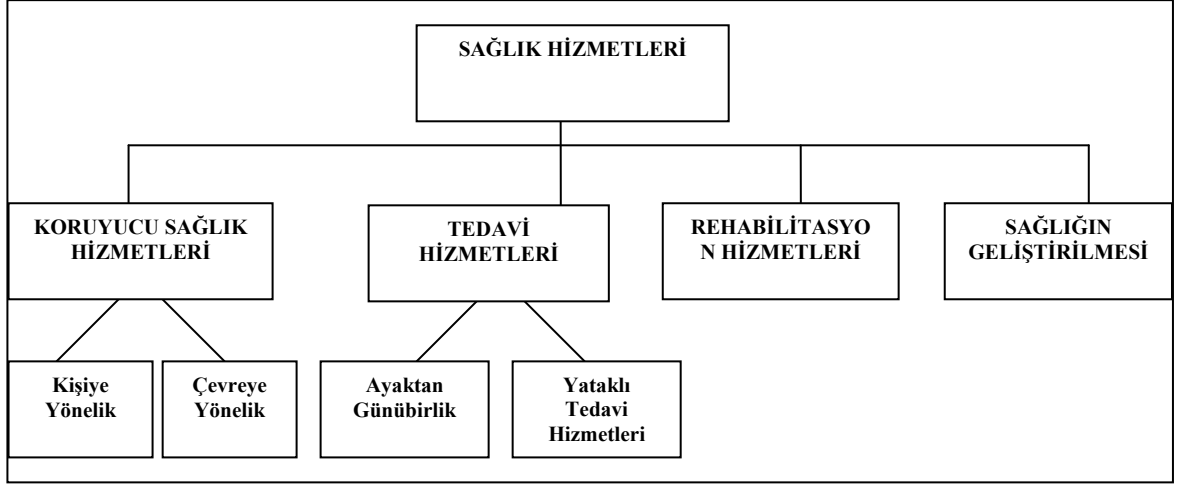 SAĞLIK HİZMETLERİ
KORUYUCU SAĞLIK
HİZMETLERİ
TEDAVİ
HİZMETLERİ
REHABİLİTASYO
N HİZMETLERİ
SAĞLIĞIN
GELİŞTİRİLMESİ
Kişiye
Yönelik
Çevreye
Yönelik
Ayaktan
Günübirlik
Yataklı
Tedavi
Hizmetleri